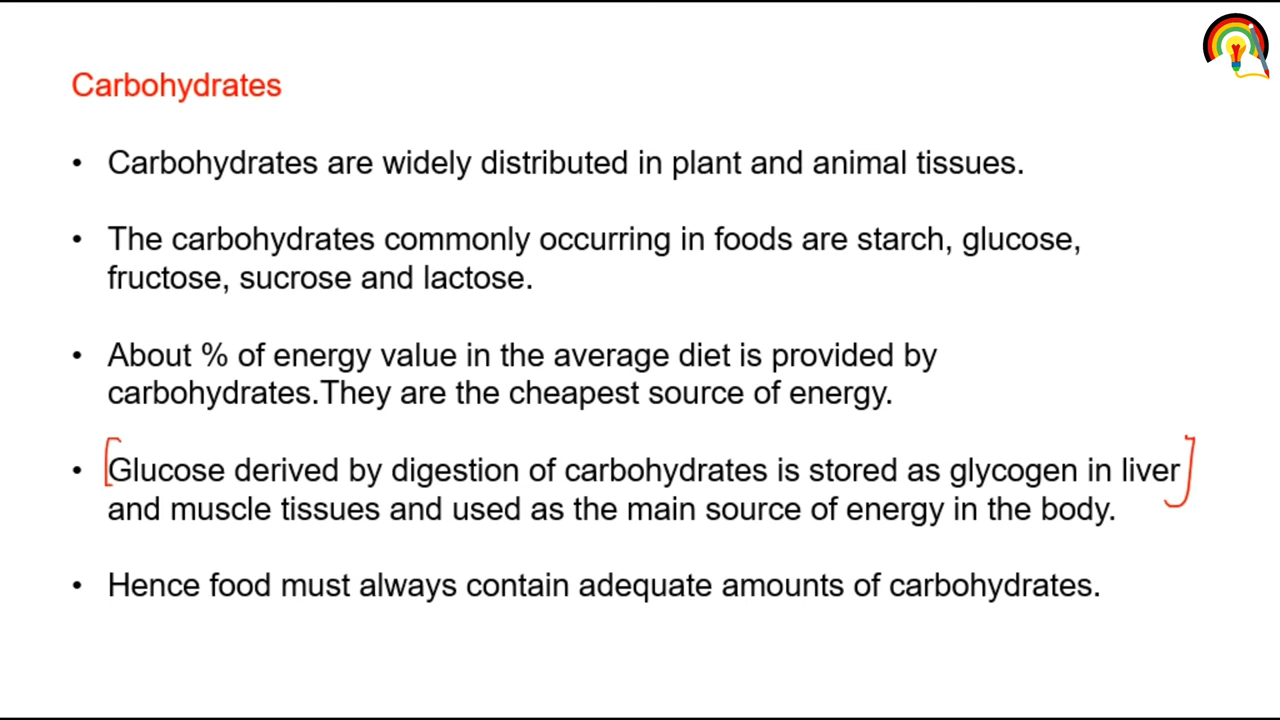 Carbohydrates
• Carbohydrates are widely distributed in plant and animal tissues.
• The carbohydrates commonly occurring in foods are starch, glucose,
fructose, sucrose and lactose.
• About % of energy value in the average diet is provided by
carbohydrates.They are the cheapest source of energy.
• Glucose derived by digestion of carbohydrates is stored as glycogen in liver
and muscle tissues and used as the main source of energy in the body.
• Hence food must always contain adequate amounts of carbohydrates.